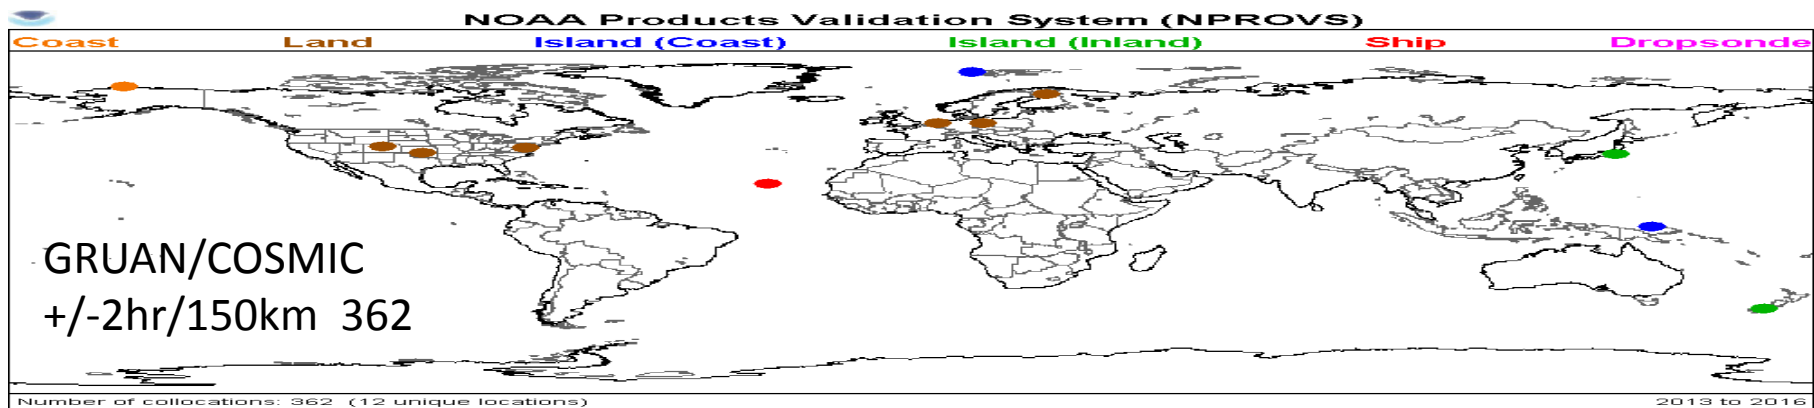 NOAA Products Validation System (NPROVS)
Coast Land Island (Coast) Island (Inland) Ship Dropsonde
GRUAN/COSMIC
+/-2hr/150km 362
Number of collocations: 362 (12 unique locations) 2013 to 2016